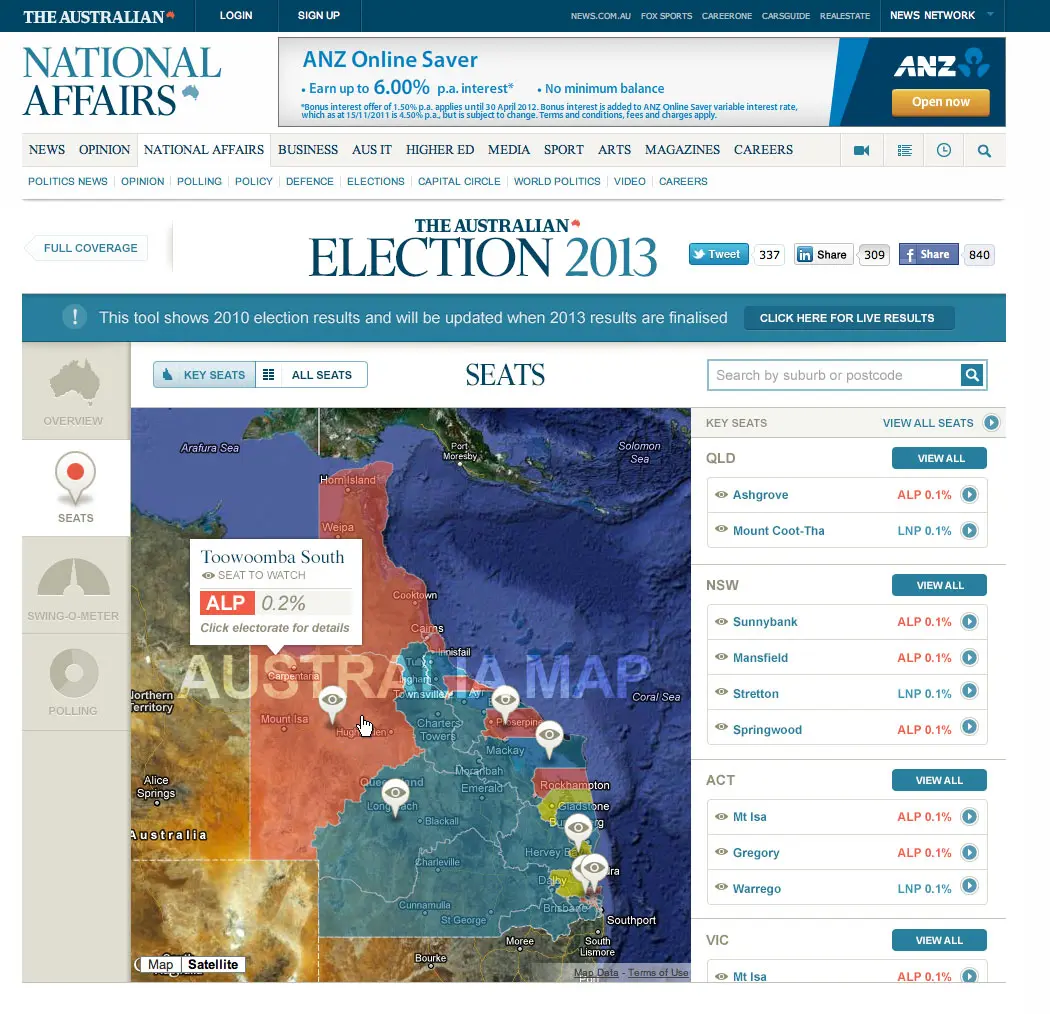 THE AUSTRALIAN
LOGIN
SIGN UP
NEWS.COM.AU FOX SPORTS CAREERONE CARSGUIDE REALESTATE
NEWS NETWORK
NATIONAL
AFFAIRS
ANZ Online Saver
• Earn up to 6.00% p.a. interest* • No minimum balance
*Bonus interest offer of 1.50% p.a. applies until 30 April 2012. Bonus interest is added to ANZ Online Saver variable interest rate,
which as at 15/11/2011 is 4.50% p.a., but is subject to change. Terms and conditions, fees and charges apply.
ANZ
Open now
NEWS OPINION NATIONAL AFFAIRS BUSINESS AUS IT HIGHER ED MEDIA SPORT ARTS MAGAZINES CAREERS
POLITICS NEWS OPINION POLLING POLICY DEFENCE ELECTIONS CAPITAL CIRCLE WORLD POLITICS VIDEO CAREERS
FULL COVERAGE
THE AUSTRALIAN
ELECTION 2013
Tweet 337
in Share 309
f Share 840
! This tool shows 2010 election results and will be updated when 2013 results are finalised
CLICK HERE FOR LIVE RESULTS
OVERVIEW
SEATS
SWING-O-METER
POLLING
KEY SEATS
ALL SEATS
SEATS
Search by suburb or postcode
Arafura Sea
Port
Moresby
Solomon
Sea
Horn Island
Weipa
Toowoomba South
SEAT TO WATCH
ALP 0.2%
Click electorate for details
Cooktown
Cairns
Innisfail
Tully
Ingham
AUSTRALIA MAP
Carpentaria
Townsville
Ayr
Coral Sea
Northern
Territory
Mount Isa
Hughenden
Charters
Towers
Proserpine
Mackay
Moranbah
Alice
Springs
Queensland
Emerald
Rockhampton
Longreach
Gladstone
Blackall
Australia
Hervey Bay
Charleville
Dalby
Cunnamulla
St George
Brisbane
Southport
Moree
South
Lismore
Bourke
Map
Satellite
Map Data - Terms of Use
KEY SEATS
VIEW ALL SEATS
QLD
VIEW ALL
Ashgrove ALP 0.1%
Mount Coot-Tha LNP 0.1%
NSW
VIEW ALL
Sunnybank ALP 0.1%
Mansfield ALP 0.1%
Stretton LNP 0.1%
Springwood ALP 0.1%
ACT
VIEW ALL
Mt Isa ALP 0.1%
Gregory ALP 0.1%
Warrego LNP 0.1%
VIC
VIEW ALL
Mt Isa ALP 0.1%